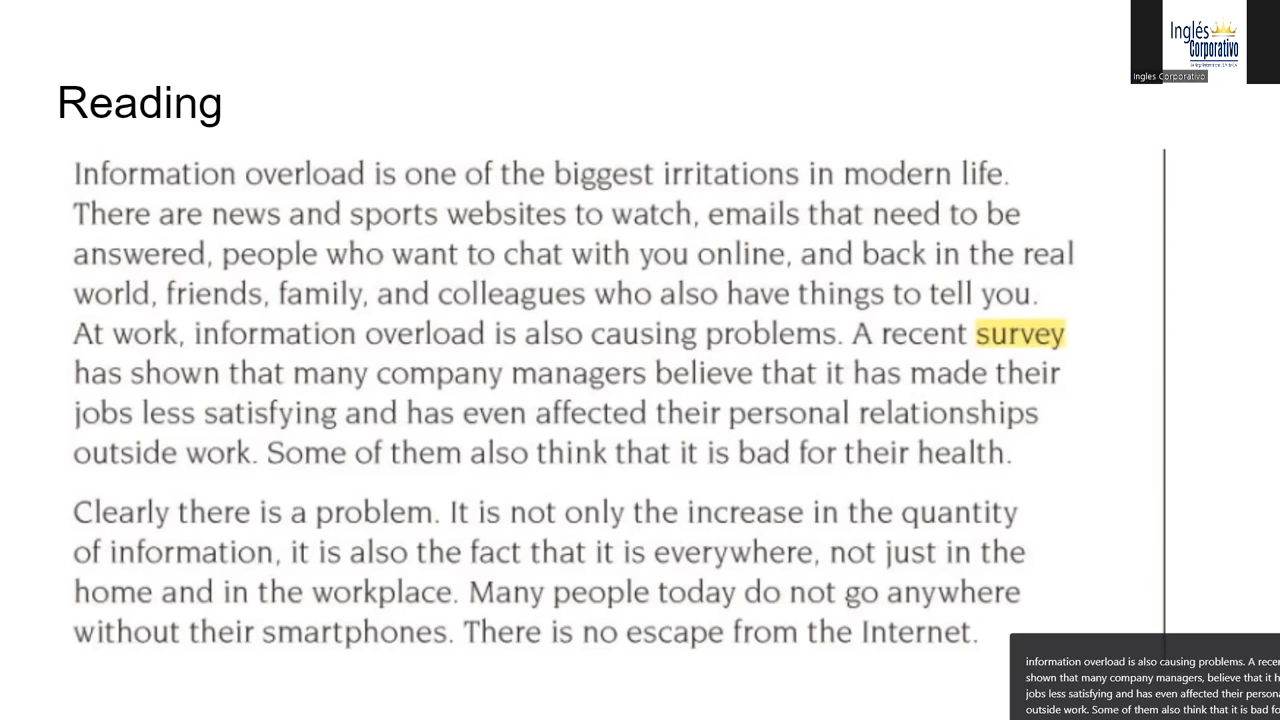 Inglés
Corporativo
Ingles Corporativo
Reading
Information overload is one of the biggest irritations in modern life.
There are news and sports websites to watch, emails that need to be
answered, people who want to chat with you online, and back in the real
world, friends, family, and colleagues who also have things to tell you.
At work, information overload is also causing problems. A recent survey
has shown that many company managers believe that it has made their
jobs less satisfying and has even affected their personal relationships
outside work. Some of them also think that it is bad for their health.
Clearly there is a problem. It is not only the increase in the quantity
of information, it is also the fact that it is everywhere, not just in the
home and in the workplace. Many people today do not go anywhere
without their smartphones. There is no escape from the Internet.
information overload is also causing problems. A
shown that many company managers, believe that it
jobs less satisfying and has even affected their
outside work. Some of them also think that it is bad